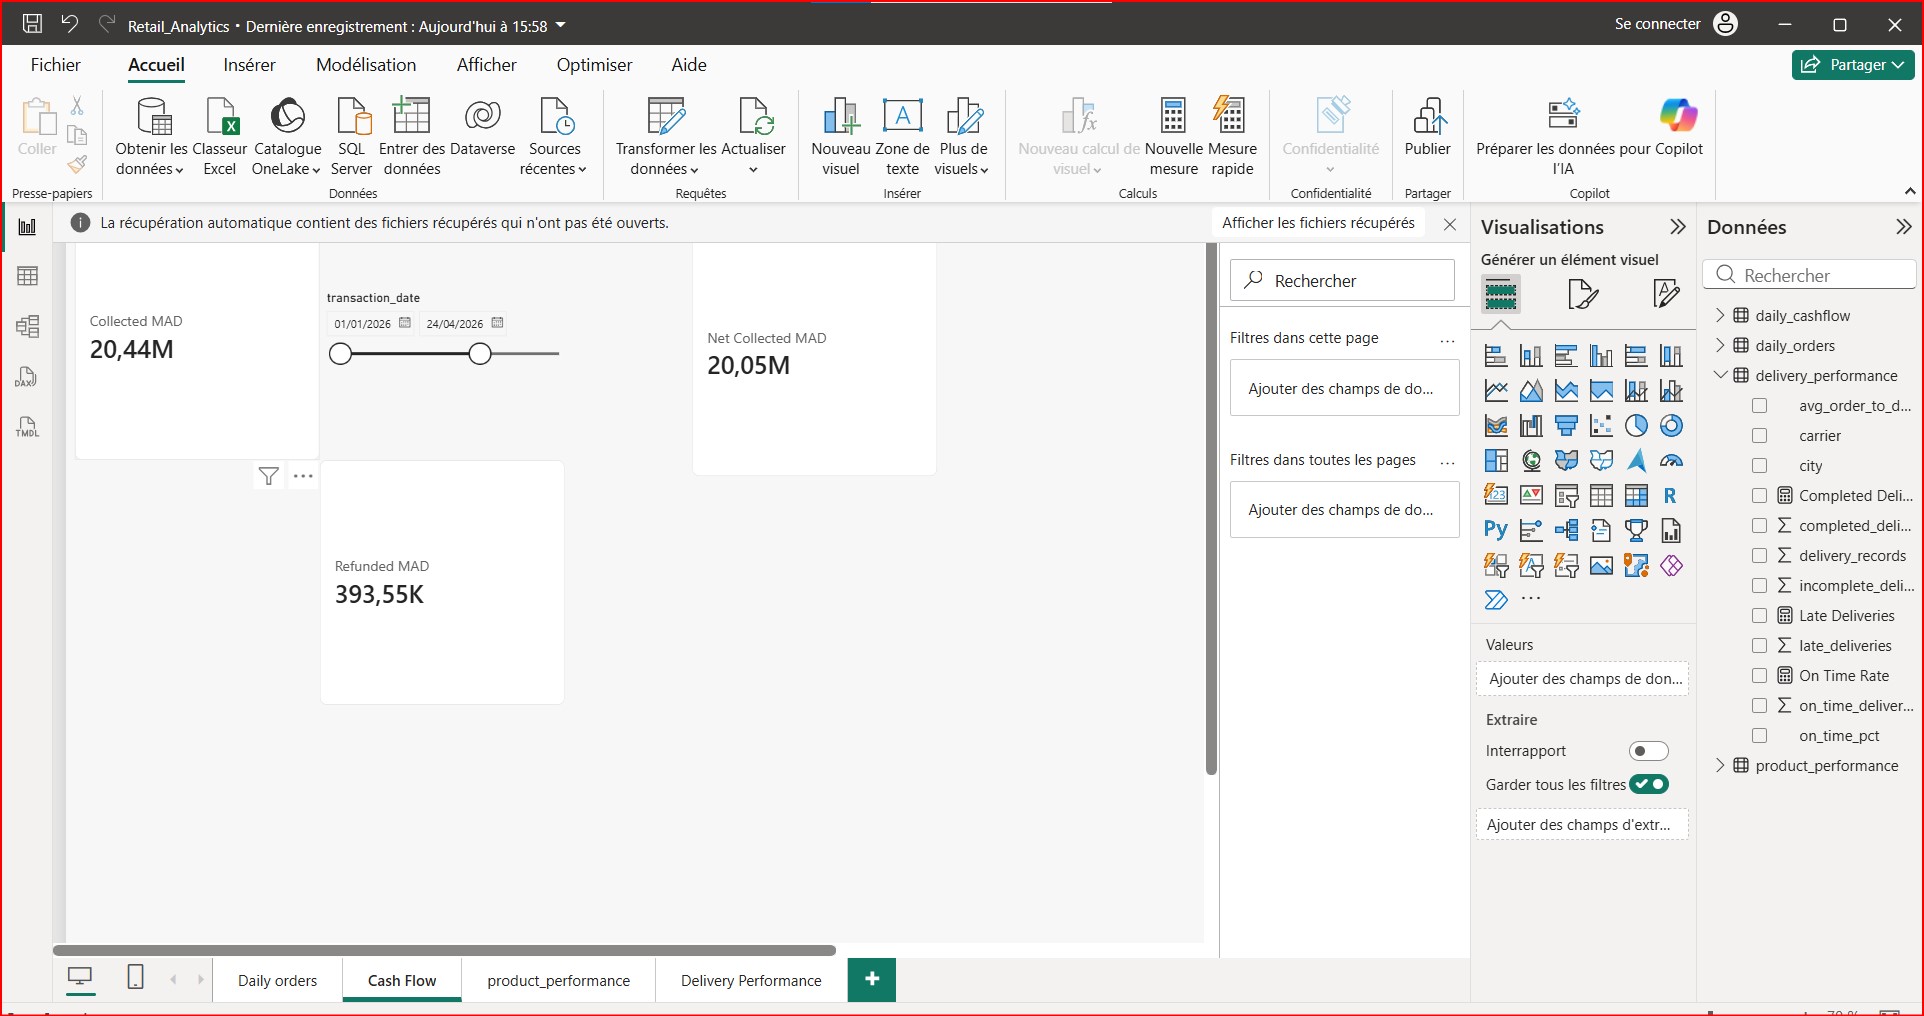 Retail_Analytics • Dernière enregistrement : Aujourd'hui à 15:58
Se connecter
Fichier
Accueil
Insérer
Modélisation
Afficher
Optimiser
Aide
Partager
Coller
Presse-papiers
Obtenir les données
Classeur Excel
Catalogue OneLake
SQL Server
Entrer des données
Dataverse
Sources récentes
Données
Transformer les données
Actualiser
Requêtes
Nouveau visuel
Zone de texte
Plus de visuels
Insérer
Nouveau calcul de visuel
Nouvelle mesure
Mesure rapide
Calculs
Confidentialité
Confidentialité
Publier
Partager
Préparer les données pour l'IA
Copilot
Copilot
La récupération automatique contient des fichiers récupérés qui n'ont pas été ouverts.
Afficher les fichiers récupérés
DAX
TMDL
Collected MAD
20,44M
transaction_date
01/01/2026
24/04/2026
Net Collected MAD
20,05M
Refunded MAD
393,55K
Rechercher
Filtres dans cette page
...
Ajouter des champs de do...
Filtres dans toutes les pages
...
Ajouter des champs de do...
Visualisations
Générer un élément visuel
123
R
Py
...
Valeurs
Ajouter des champs de don...
Extraire
Interrapport
Garder tous les filtres
Ajouter des champs d'extr...
Données
Rechercher
daily_cashflow
daily_orders
delivery_performance
avg_order_to_d...
carrier
city
Completed Deli...
completed_deli...
delivery_records
incomplete_deli...
Late Deliveries
late_deliveries
On Time Rate
on_time_deliver...
on_time_pct
product_performance
Daily orders
Cash Flow
product_performance
Delivery Performance
+